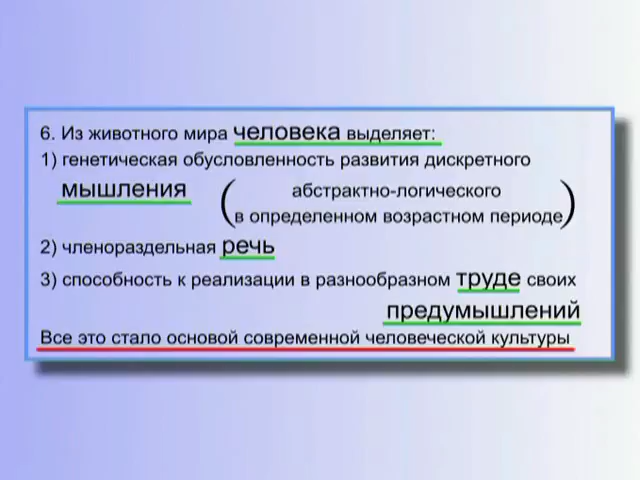 6. Из животного мира человека выделяет:
1) генетическая обусловленность развития дискретного
мышления (абстрактно-логического
в определенном возрастном периоде)
2) членораздельная речь
3) способность к реализации в разнообразном труде своих
предумышлений
Все это стало основой современной человеческой культуры